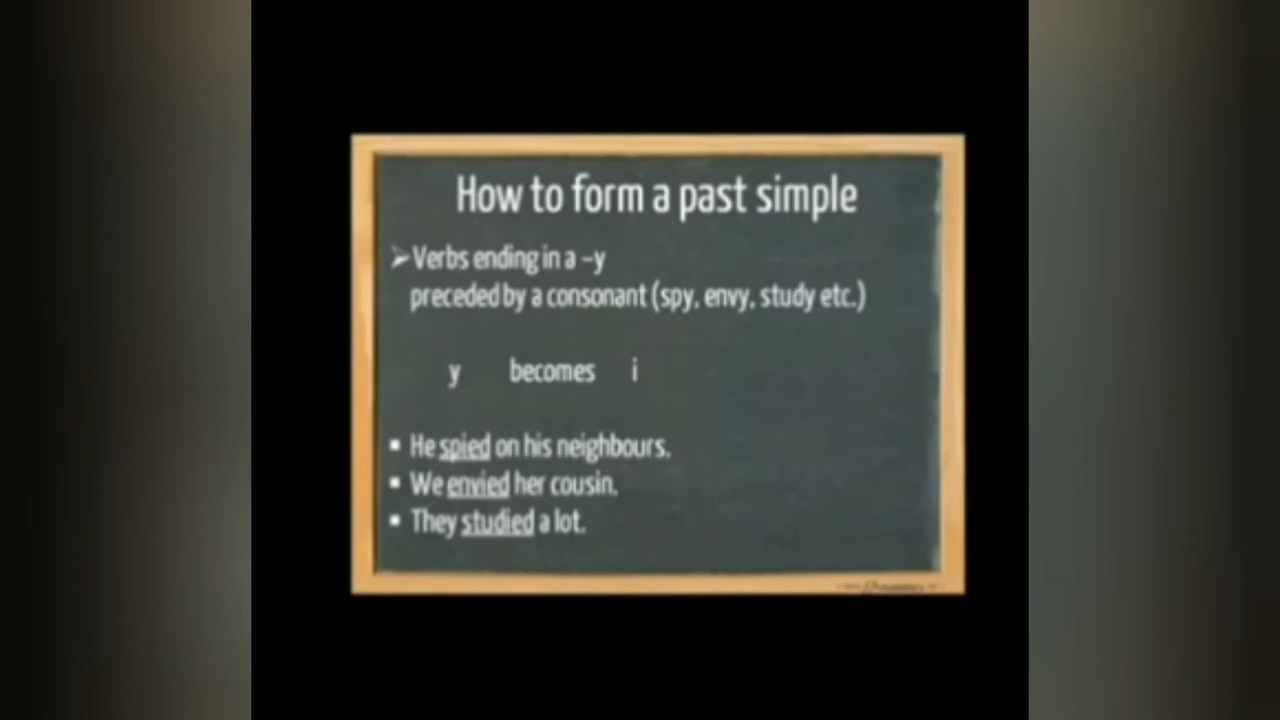 How to form a past simple
➢Verbs ending in a –y
preceded by a consonant (spy, envy, study etc.)
y becomes i
▪ He spied on his neighbours.
▪ We envied her cousin.
▪ They studied a lot.